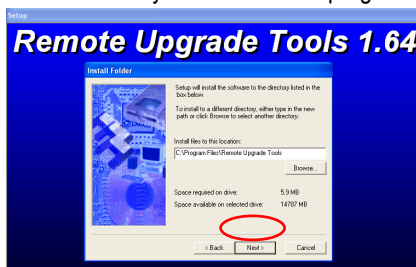 Setup
Remote Upgrade Tools 1.64
Install Folder
Setup will install the software to the directory listed in the
box below.
To install to a different directory, either type in the new
path or click Browse to select another directory.
Install files to this location:
C:\Program Files\Remote Upgrade Tools
Browse...
Space required on drive: 5.9 MB
Space available on selected drive: 14787 MB
< Back Next > Cancel